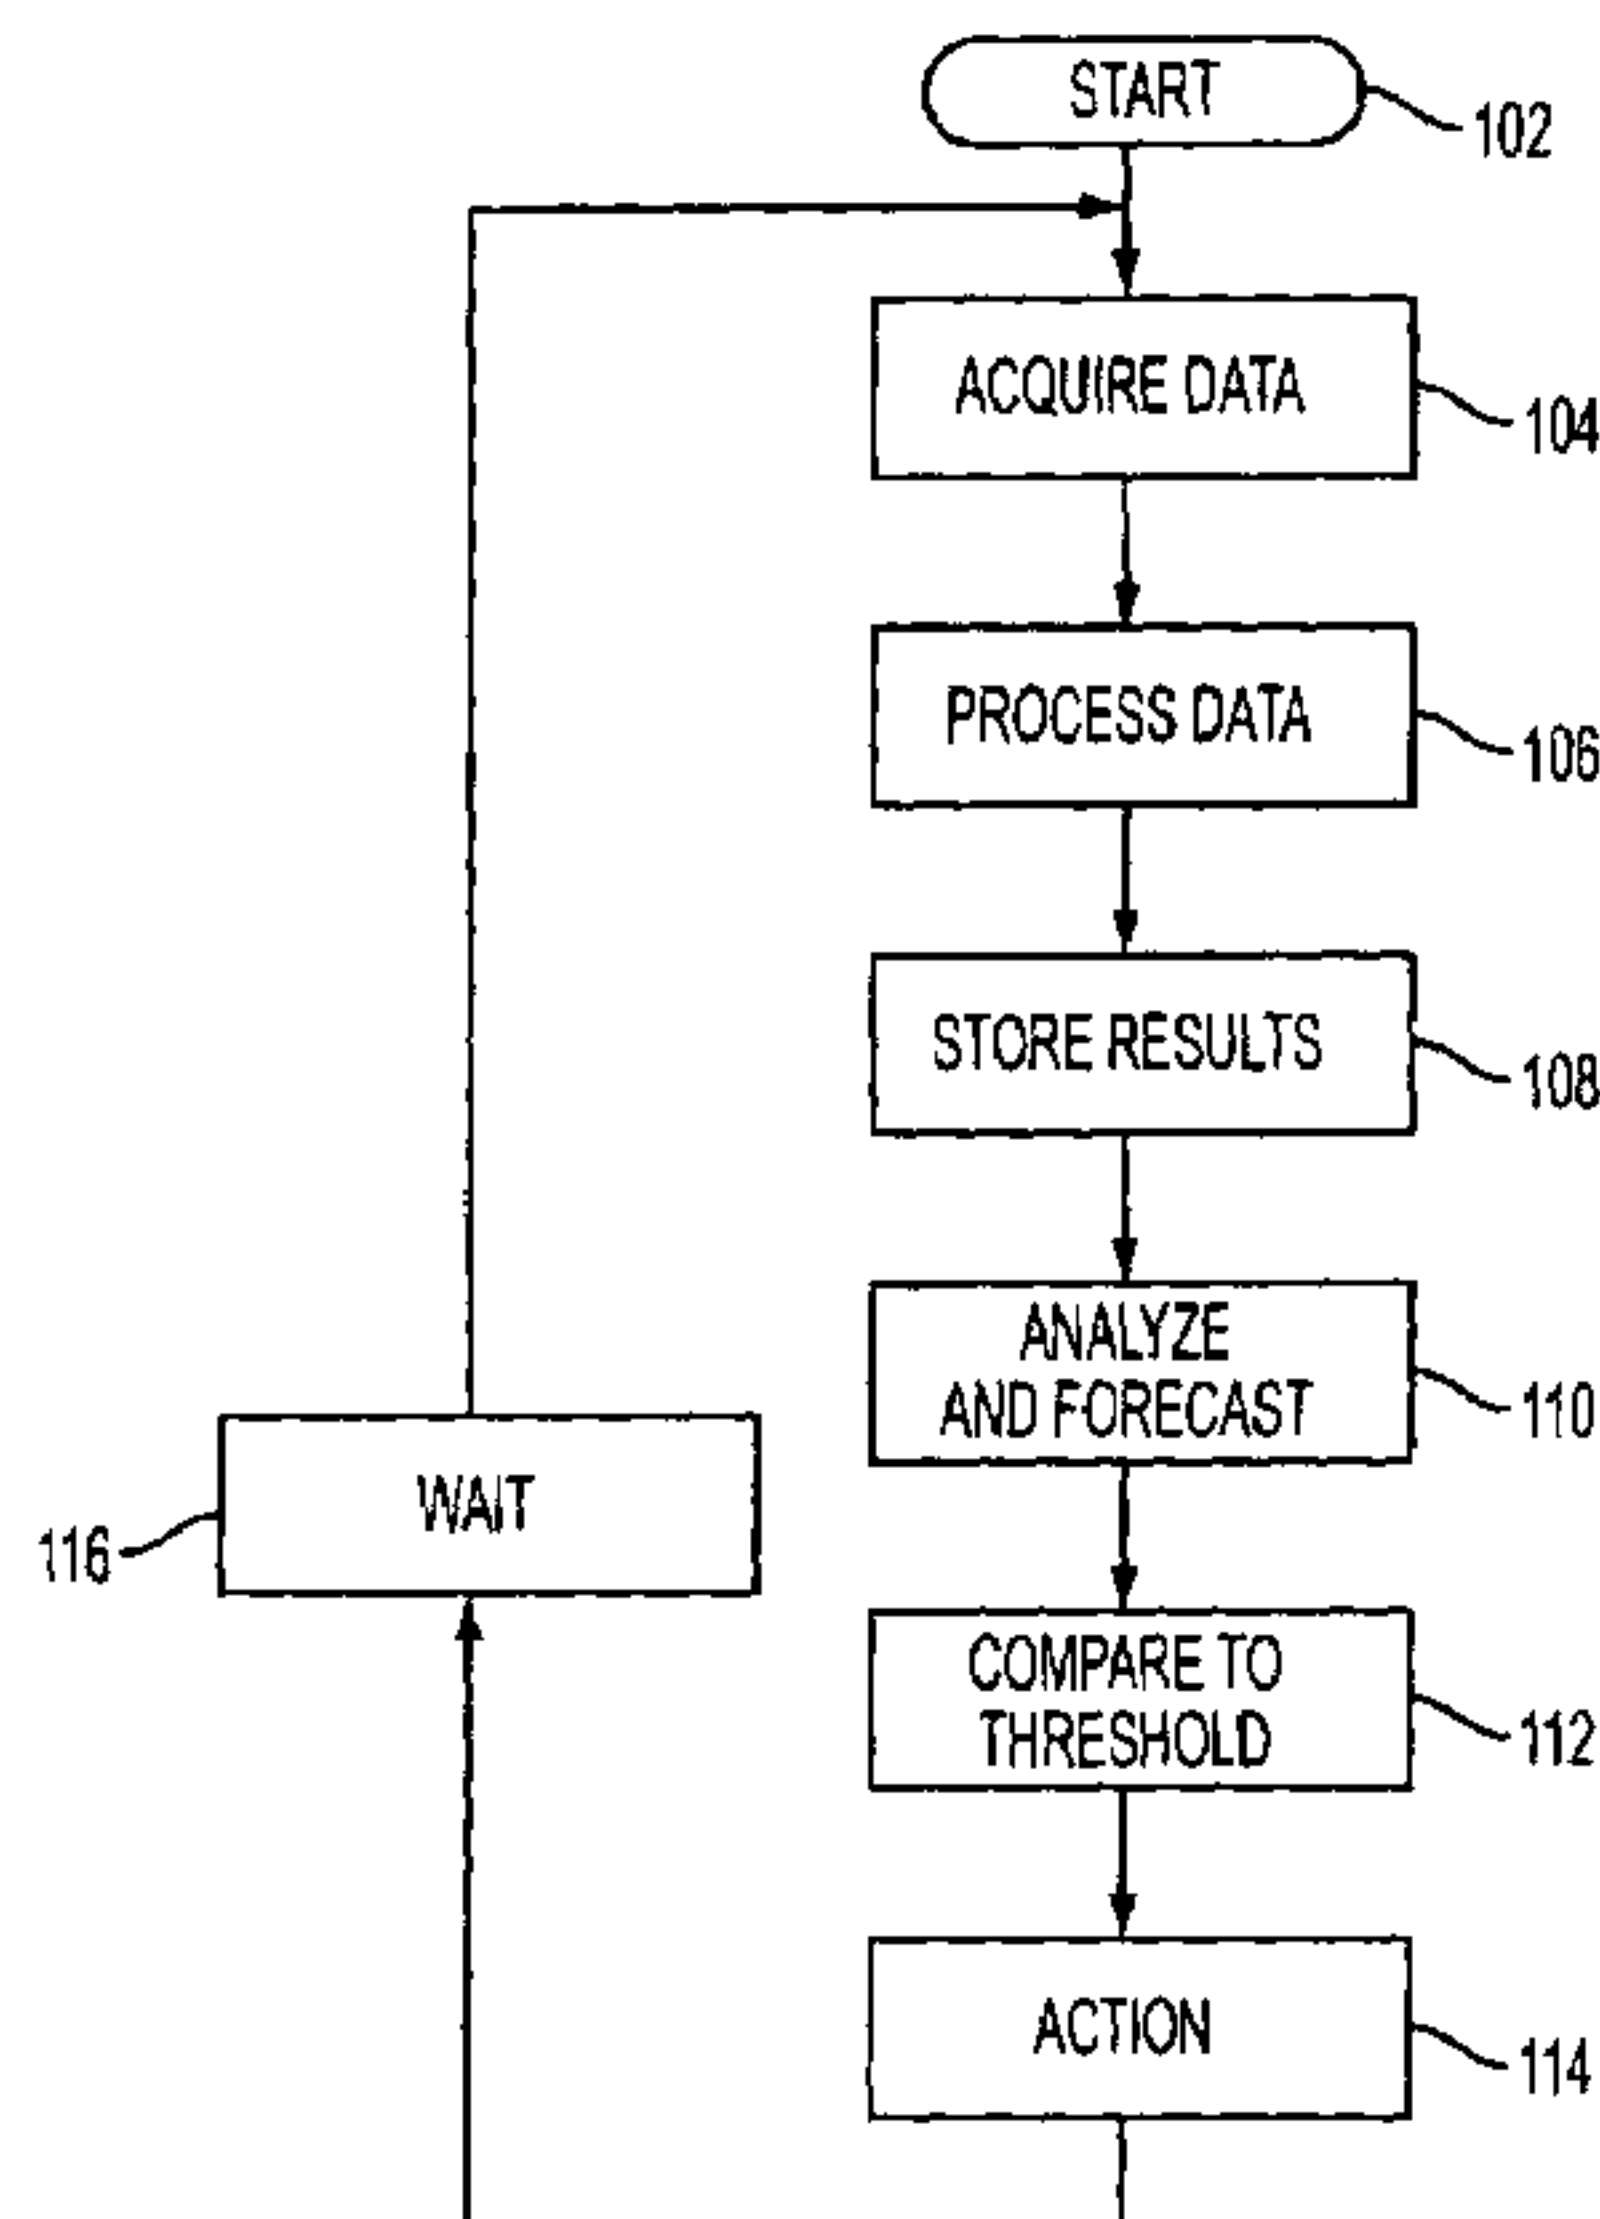 START
102
ACQUIRE DATA
104
PROCESS DATA
106
STORE RESULTS
108
ANALYZE
AND FORECAST
110
WAIT
116
COMPARE TO
THRESHOLD
112
ACTION
114